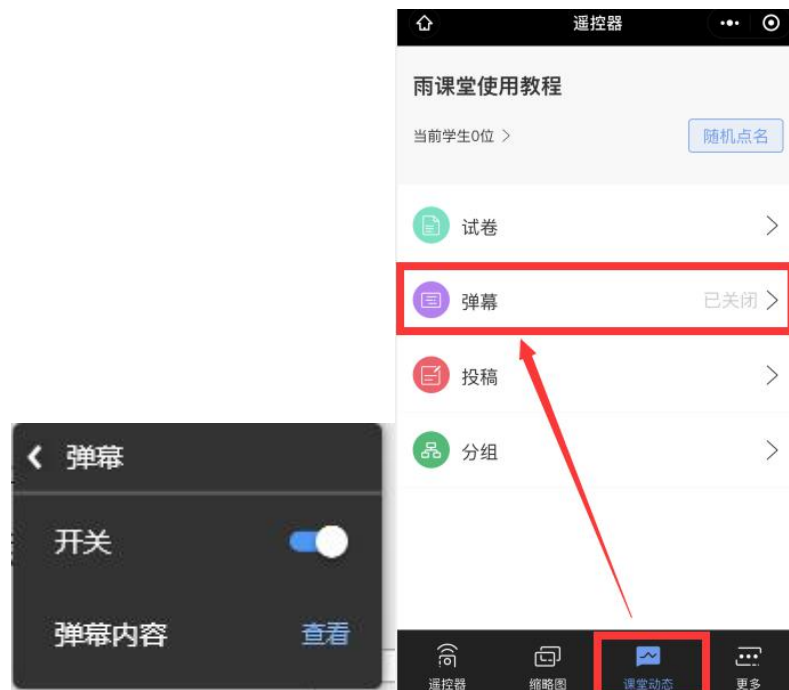 遥控器
雨课堂使用教程
当前学生0位
随机点名
试卷
弹幕
已关闭
投稿
分组
弹幕
开关
弹幕内容
查看
遥控器
缩略图
课堂动态
更多